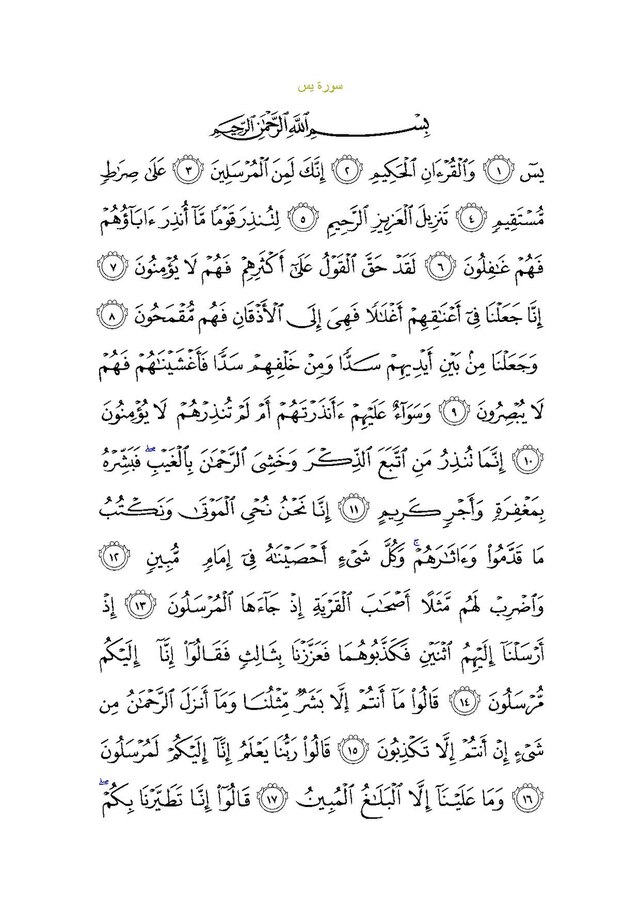 سورة يس
بِسْمِ ٱللَّهِ ٱلرَّحْمَٰنِ ٱلرَّحِيمِ
يسٓ ۝١ وَٱلْقُرْءَانِ ٱلْحَكِيمِ ۝٢ إِنَّكَ لَمِنَ ٱلْمُرْسَلِينَ ۝٣ عَلَىٰ صِرَٰطٍ
مُّسْتَقِيمٍ ۝٤ تَنزِيلَ ٱلْعَزِيزِ ٱلرَّحِيمِ ۝٥ لِتُنذِرَ قَوْمًا مَّآ أُنذِرَ ءَابَآؤُهُمْ
فَهُمْ غَٰفِلُونَ ۝٦ لَقَدْ حَقَّ ٱلْقَوْلُ عَلَىٰٓ أَكْثَرِهِمْ فَهُمْ لَا يُؤْمِنُونَ ۝٧
إِنَّا جَعَلْنَا فِىٓ أَعْنَٰقِهِمْ أَغْلَٰلًا فَهِىَ إِلَى ٱلْأَذْقَانِ فَهُم مُّقْمَحُونَ ۝٨
وَجَعَلْنَا مِنۢ بَيْنِ أَيْدِيهِمْ سَدًّا وَمِنْ خَلْفِهِمْ سَدًّا فَأَغْشَيْنَٰهُمْ فَهُمْ
لَا يُبْصِرُونَ ۝٩ وَسَوَآءٌ عَلَيْهِمْ ءَأَنذَرْتَهُمْ أَمْ لَمْ تُنذِرْهُمْ لَا يُؤْمِنُونَ
۝١٠ إِنَّمَا تُنذِرُ مَنِ ٱتَّبَعَ ٱلذِّكْرَ وَخَشِىَ ٱلرَّحْمَٰنَ بِٱلْغَيْبِ ۖ فَبَشِّرْهُ
بِمَغْفِرَةٍ وَأَجْرٍ كَرِيمٍ ۝١١ إِنَّا نَحْنُ نُحْىِ ٱلْمَوْتَىٰ وَنَكْتُبُ
مَا قَدَّمُوا۟ وَءَاثَٰرَهُمْ ۚ وَكُلَّ شَىْءٍ أَحْصَيْنَٰهُ فِىٓ إِمَامٍ مُّبِينٍ ۝١٢
وَٱضْرِبْ لَهُم مَّثَلًا أَصْحَٰبَ ٱلْقَرْيَةِ إِذْ جَآءَهَا ٱلْمُرْسَلُونَ ۝١٣ إِذْ
أَرْسَلْنَآ إِلَيْهِمُ ٱثْنَيْنِ فَكَذَّبُوهُمَا فَعَزَّزْنَا بِثَالِثٍ فَقَالُوٓا۟ إِنَّآ إِلَيْكُم
مُّرْسَلُونَ ۝١٤ قَالُوا۟ مَآ أَنتُمْ إِلَّا بَشَرٌ مِّثْلُنَا وَمَآ أَنزَلَ ٱلرَّحْمَٰنُ مِن
شَىْءٍ إِنْ أَنتُمْ إِلَّا تَكْذِبُونَ ۝١٥ قَالُوا۟ رَبُّنَا يَعْلَمُ إِنَّآ إِلَيْكُمْ لَمُرْسَلُونَ
۝١٦ وَمَا عَلَيْنَآ إِلَّا ٱلْبَلَٰغُ ٱلْمُبِينُ ۝١٧ قَالُوٓا۟ إِنَّا تَطَيَّرْنَا بِكُمْ ۖ